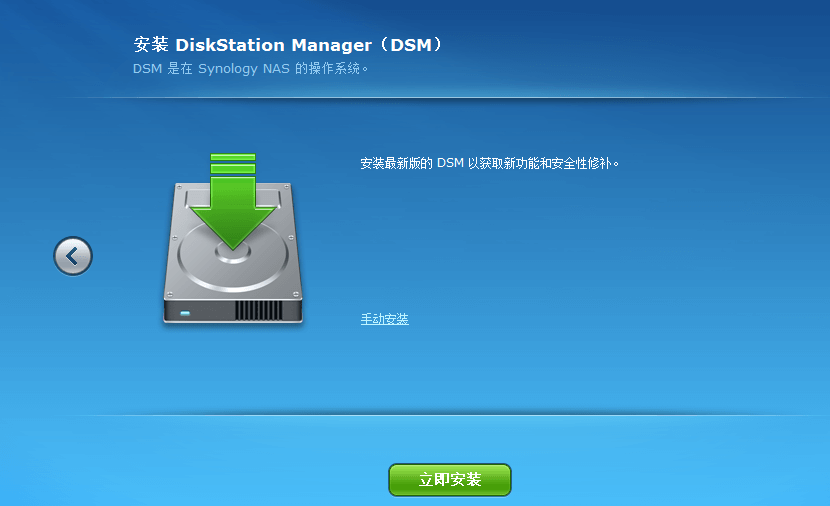 安装 DiskStation Manager（DSM）
DSM 是在 Synology NAS 的操作系统。
安装最新版的 DSM 以获取新功能和安全性修补。
手动安装
立即安装